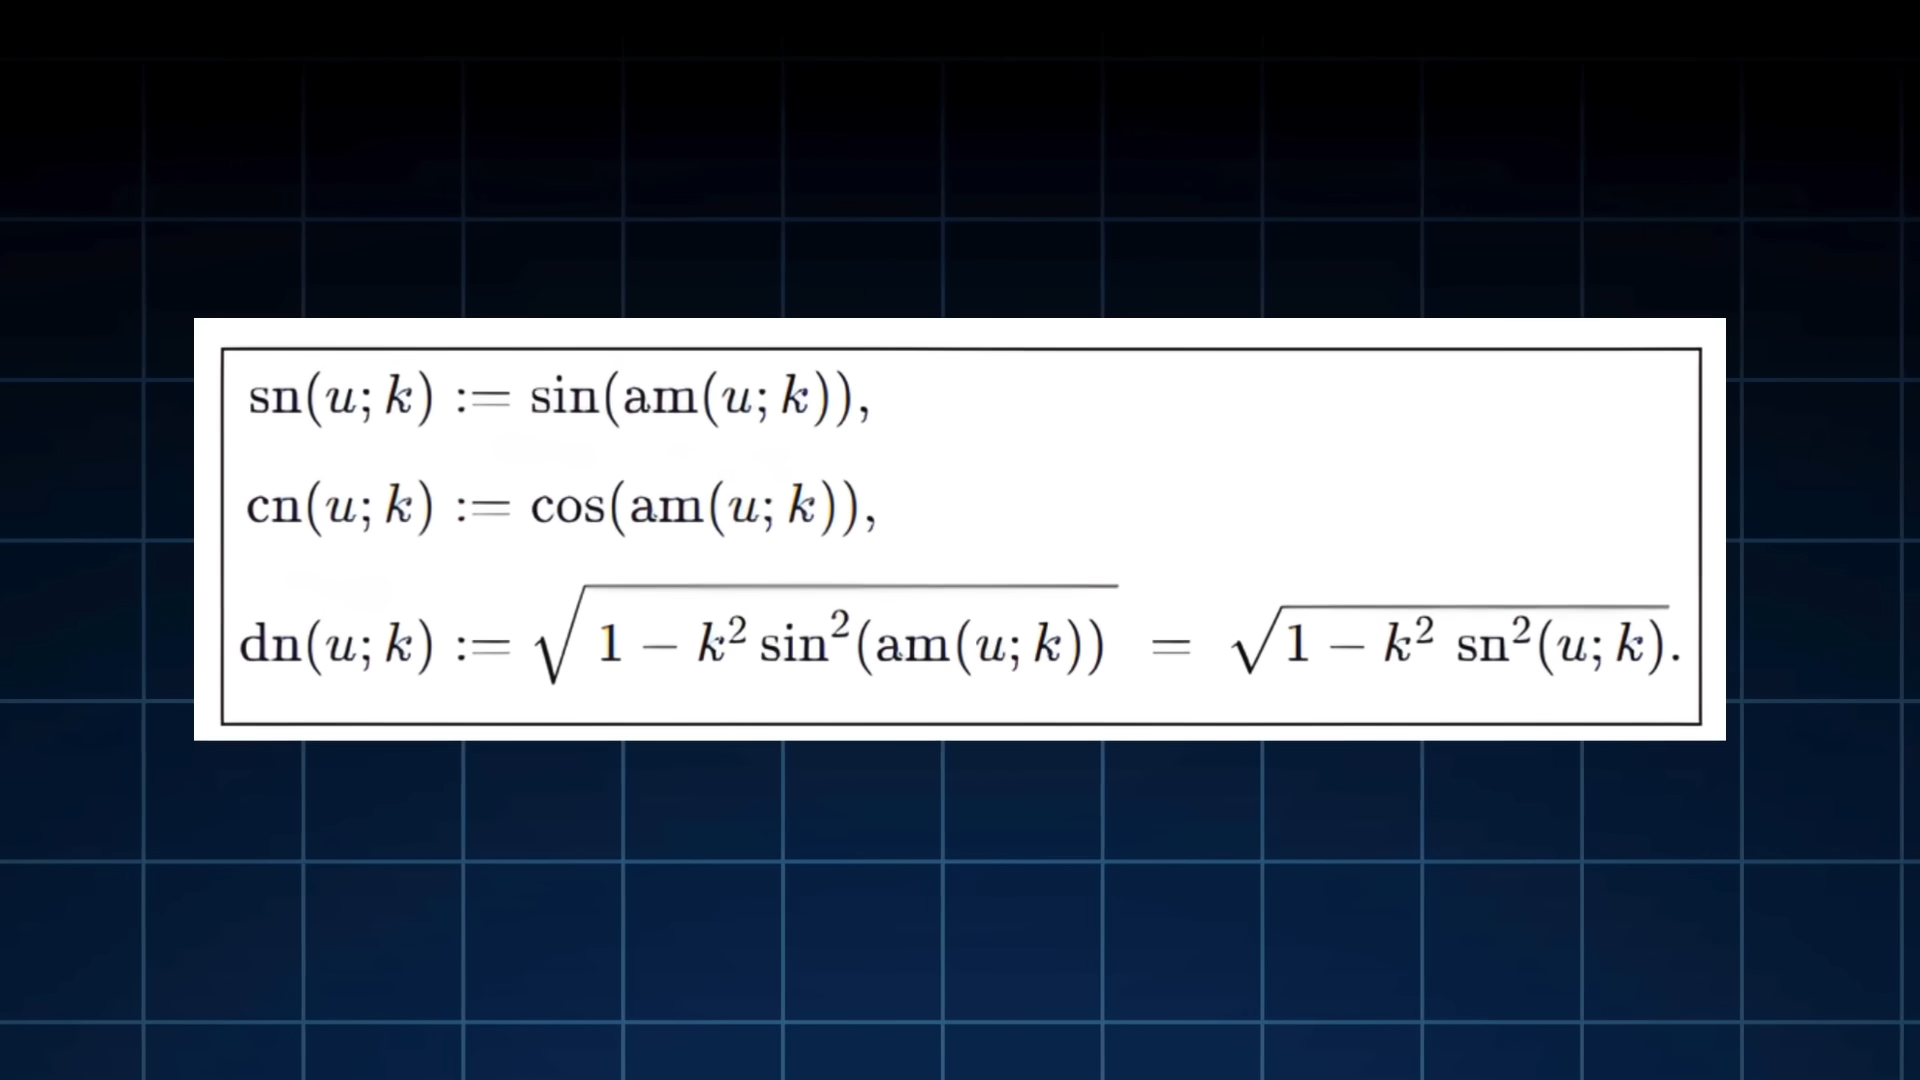 sn(u; k) := sin(am(u; k)),
cn(u; k) := cos(am(u; k)),
dn(u; k) := √(1 − k² sin²(am(u; k))) = √(1 − k² sn²(u; k)).